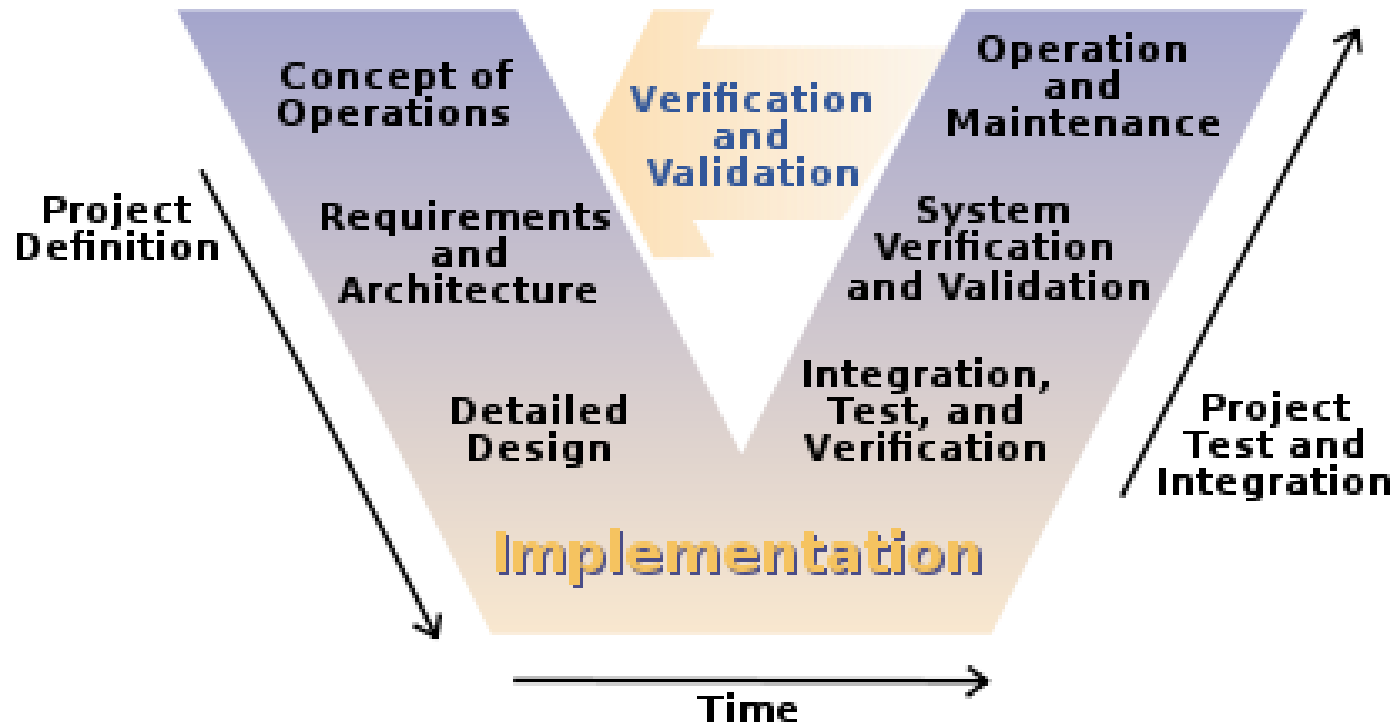 Concept of
Operations
Verification
and
Validation
Operation
and
Maintenance
Project
Definition
Requirements
and
Architecture
System
Verification
and Validation
Detailed
Design
Integration,
Test, and
Verification
Project
Test and
Integration
Implementation
Time